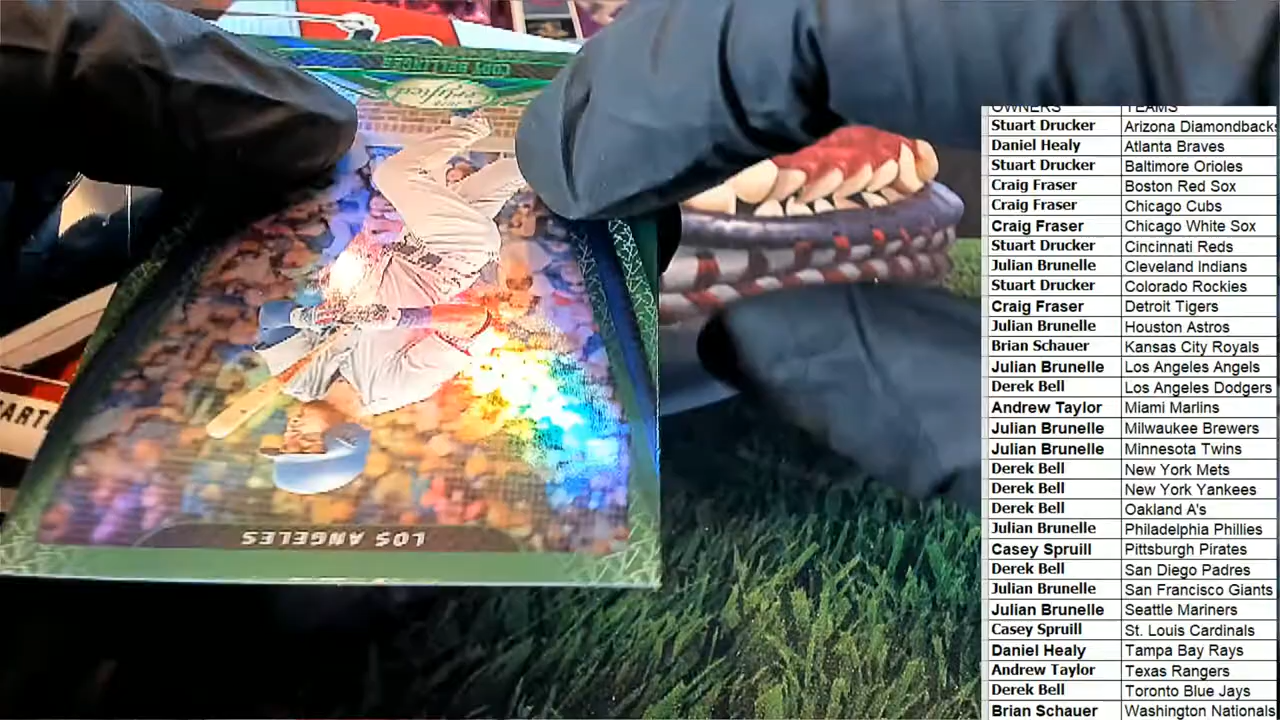 CODY BELLINGER
Certified
LOS ANGELES
OWNERS TEAMS
Stuart Drucker Arizona Diamondback
Daniel Healy Atlanta Braves
Stuart Drucker Baltimore Orioles
Craig Fraser Boston Red Sox
Craig Fraser Chicago Cubs
Craig Fraser Chicago White Sox
Stuart Drucker Cincinnati Reds
Julian Brunelle Cleveland Indians
Stuart Drucker Colorado Rockies
Craig Fraser Detroit Tigers
Julian Brunelle Houston Astros
Brian Schauer Kansas City Royals
Julian Brunelle Los Angeles Angels
Derek Bell Los Angeles Dodgers
Andrew Taylor Miami Marlins
Julian Brunelle Milwaukee Brewers
Julian Brunelle Minnesota Twins
Derek Bell New York Mets
Derek Bell New York Yankees
Derek Bell Oakland A's
Julian Brunelle Philadelphia Phillies
Casey Spruill Pittsburgh Pirates
Derek Bell San Diego Padres
Julian Brunelle San Francisco Giants
Julian Brunelle Seattle Mariners
Casey Spruill St. Louis Cardinals
Daniel Healy Tampa Bay Rays
Andrew Taylor Texas Rangers
Derek Bell Toronto Blue Jays
Brian Schauer Washington Nationals